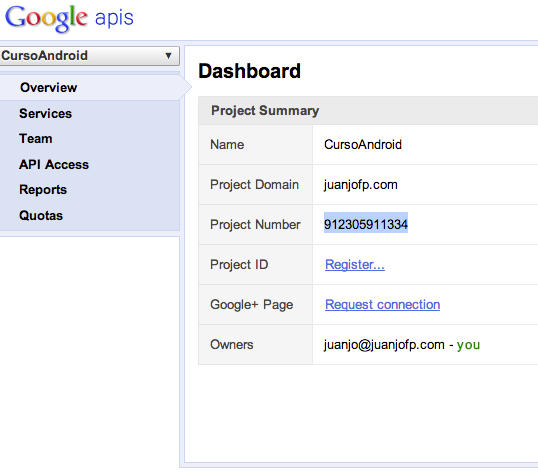 Google apis
CursoAndroid
Overview
Services
Team
API Access
Reports
Quotas
Dashboard
Project Summary
Name CursoAndroid
Project Domain juanjofp.com
Project Number 912305911334
Project ID Register...
Google+ Page Request connection
Owners juanjo@juanjofp.com - you